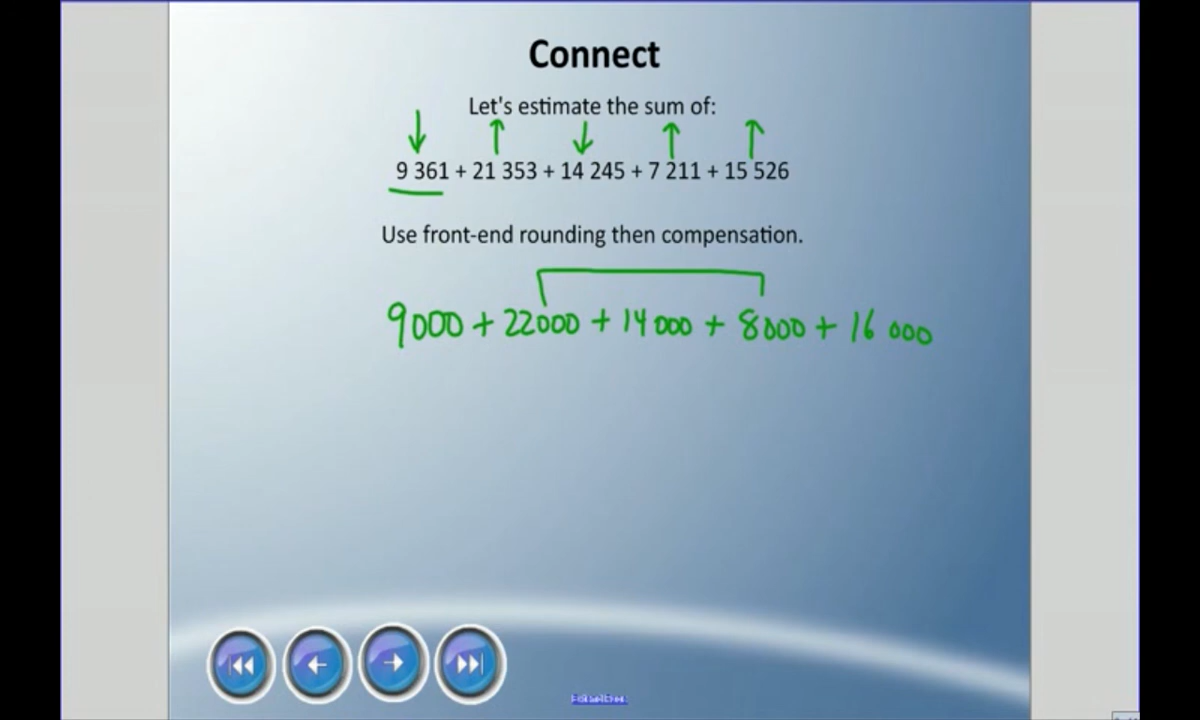 Connect
Let's estimate the sum of:
9 361 + 21 353 + 14 245 + 7 211 + 15 526
Use front-end rounding then compensation.
9000 + 22000 + 14 000 + 8000 + 16 000